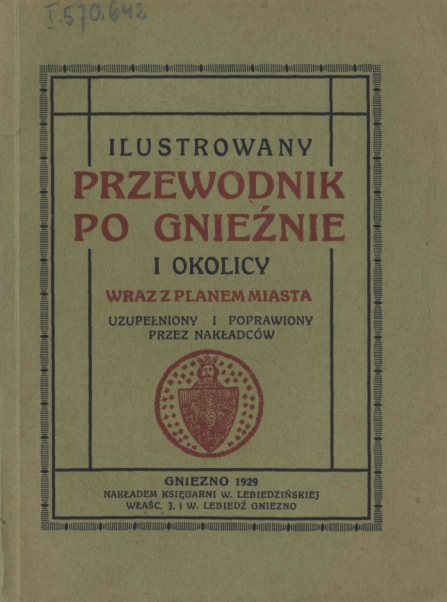 I.570.642
ILUSTROWANY
PRZEWODNIK
PO GNIEŹNIE
I OKOLICY
WRAZ Z PLANEM MIASTA
UZUPEŁNIONY I POPRAWIONY
PRZEZ NAKŁADCÓW
GNIEZNO 1929
NAKŁADEM KSIĘGARNI W. LEBIEDZIŃSKIEJ
WŁAŚC. J. I W. LEBIEDŹ GNIEZNO